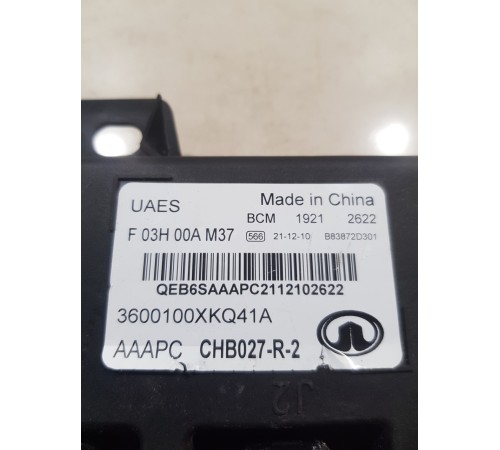 UAES Made in China
BCM 1921 2622
F 03H 00A M37 566 21-12-10 B83872D301
QEB6SAAAPC2112102622
3600100XKQ41A
AAAPC CHB027-R-2
J2